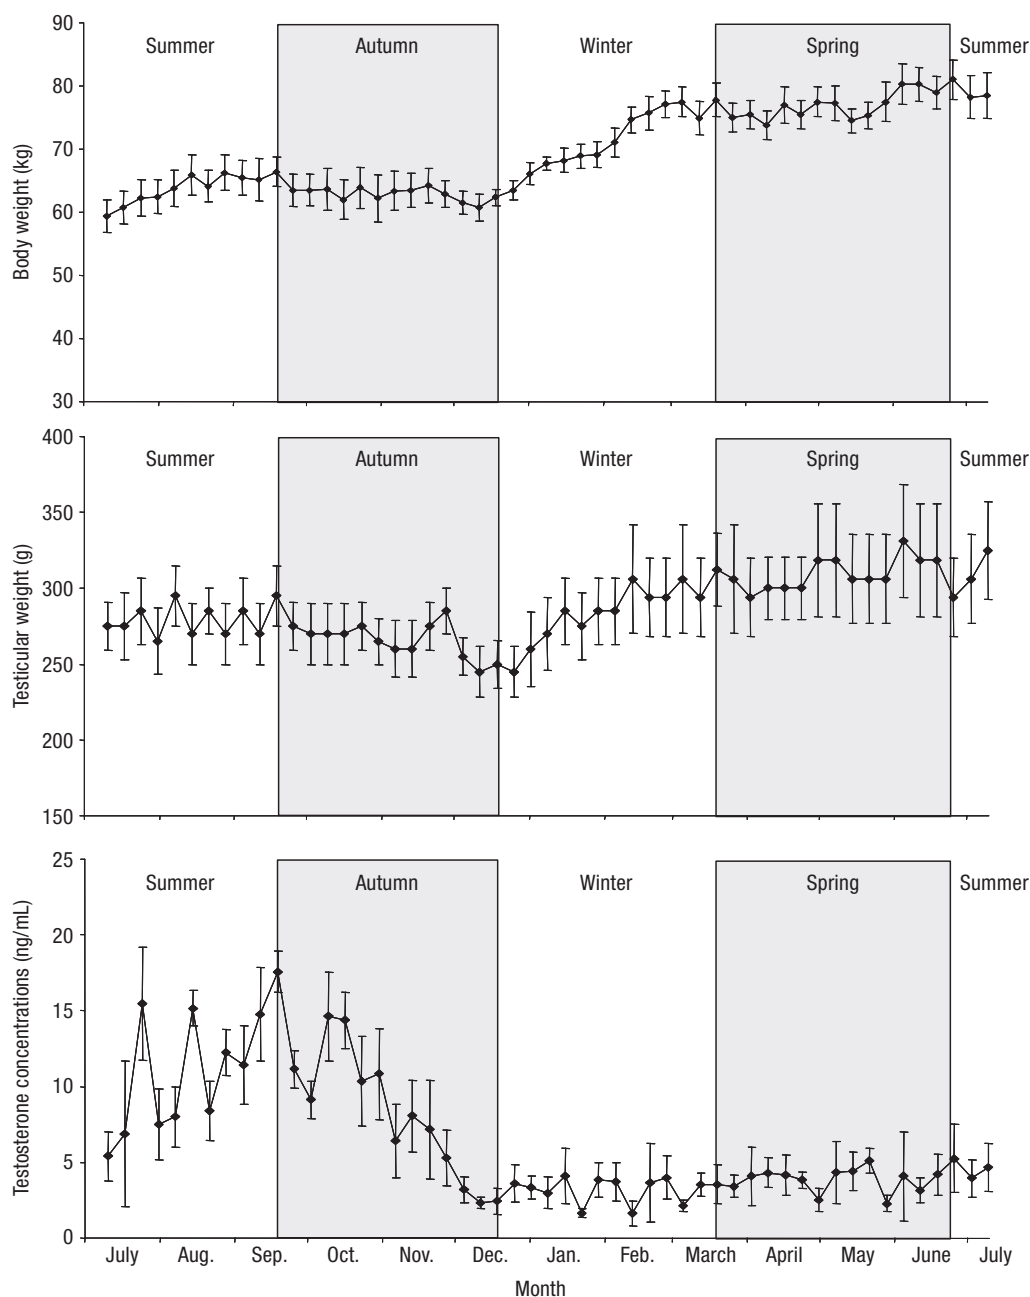 90
80
70
60
50
40
30
Body weight (kg)
Summer Autumn Winter Spring Summer
400
350
300
250
200
150
Testicular weight (g)
Summer Autumn Winter Spring Summer
25
20
15
10
5
0
Testosterone concentrations (ng/mL)
Summer Autumn Winter Spring Summer
July Aug. Sep. Oct. Nov. Dec. Jan. Feb. March April May June July
Month